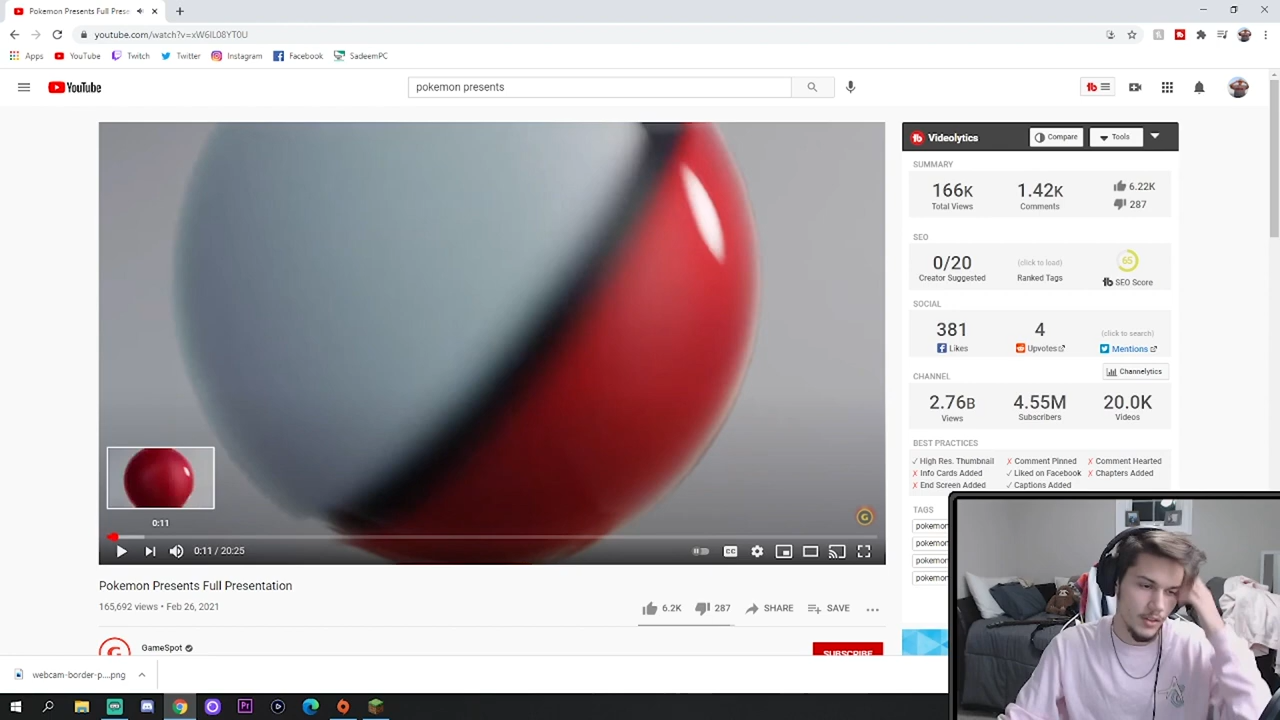 Pokemon Presents Full Prese
youtube.com/watch?v=xW6IL08YT0U
Apps YouTube Twitch Twitter Instagram Facebook SadeemPC
YouTube
pokemon presents
Videolytics Compare Tools
SUMMARY
166K 1.42K 6.22K
Total Views Comments 287
SEO
0/20 (click to load) 65
Creator Suggested Ranked Tags SEO Score
SOCIAL
381 4 (click to search)
Likes Upvotes Mentions
CHANNEL Channelytics
2.76B 4.55M 20.0K
Views Subscribers Videos
BEST PRACTICES
✓ High Res. Thumbnail ✗ Comment Pinned ✗ Comment Hearted
✗ Info Cards Added ✓ Liked on Facebook ✗ Chapters Added
✗ End Screen Added ✓ Captions Added
TAGS
pokemon
pokemo
pokemo
pokemo
0:11
0:11 / 20:25
Pokemon Presents Full Presentation
165,692 views • Feb 26, 2021
6.2K 287 SHARE SAVE
GameSpot
SUBSCRIBE
webcam-border-p....png